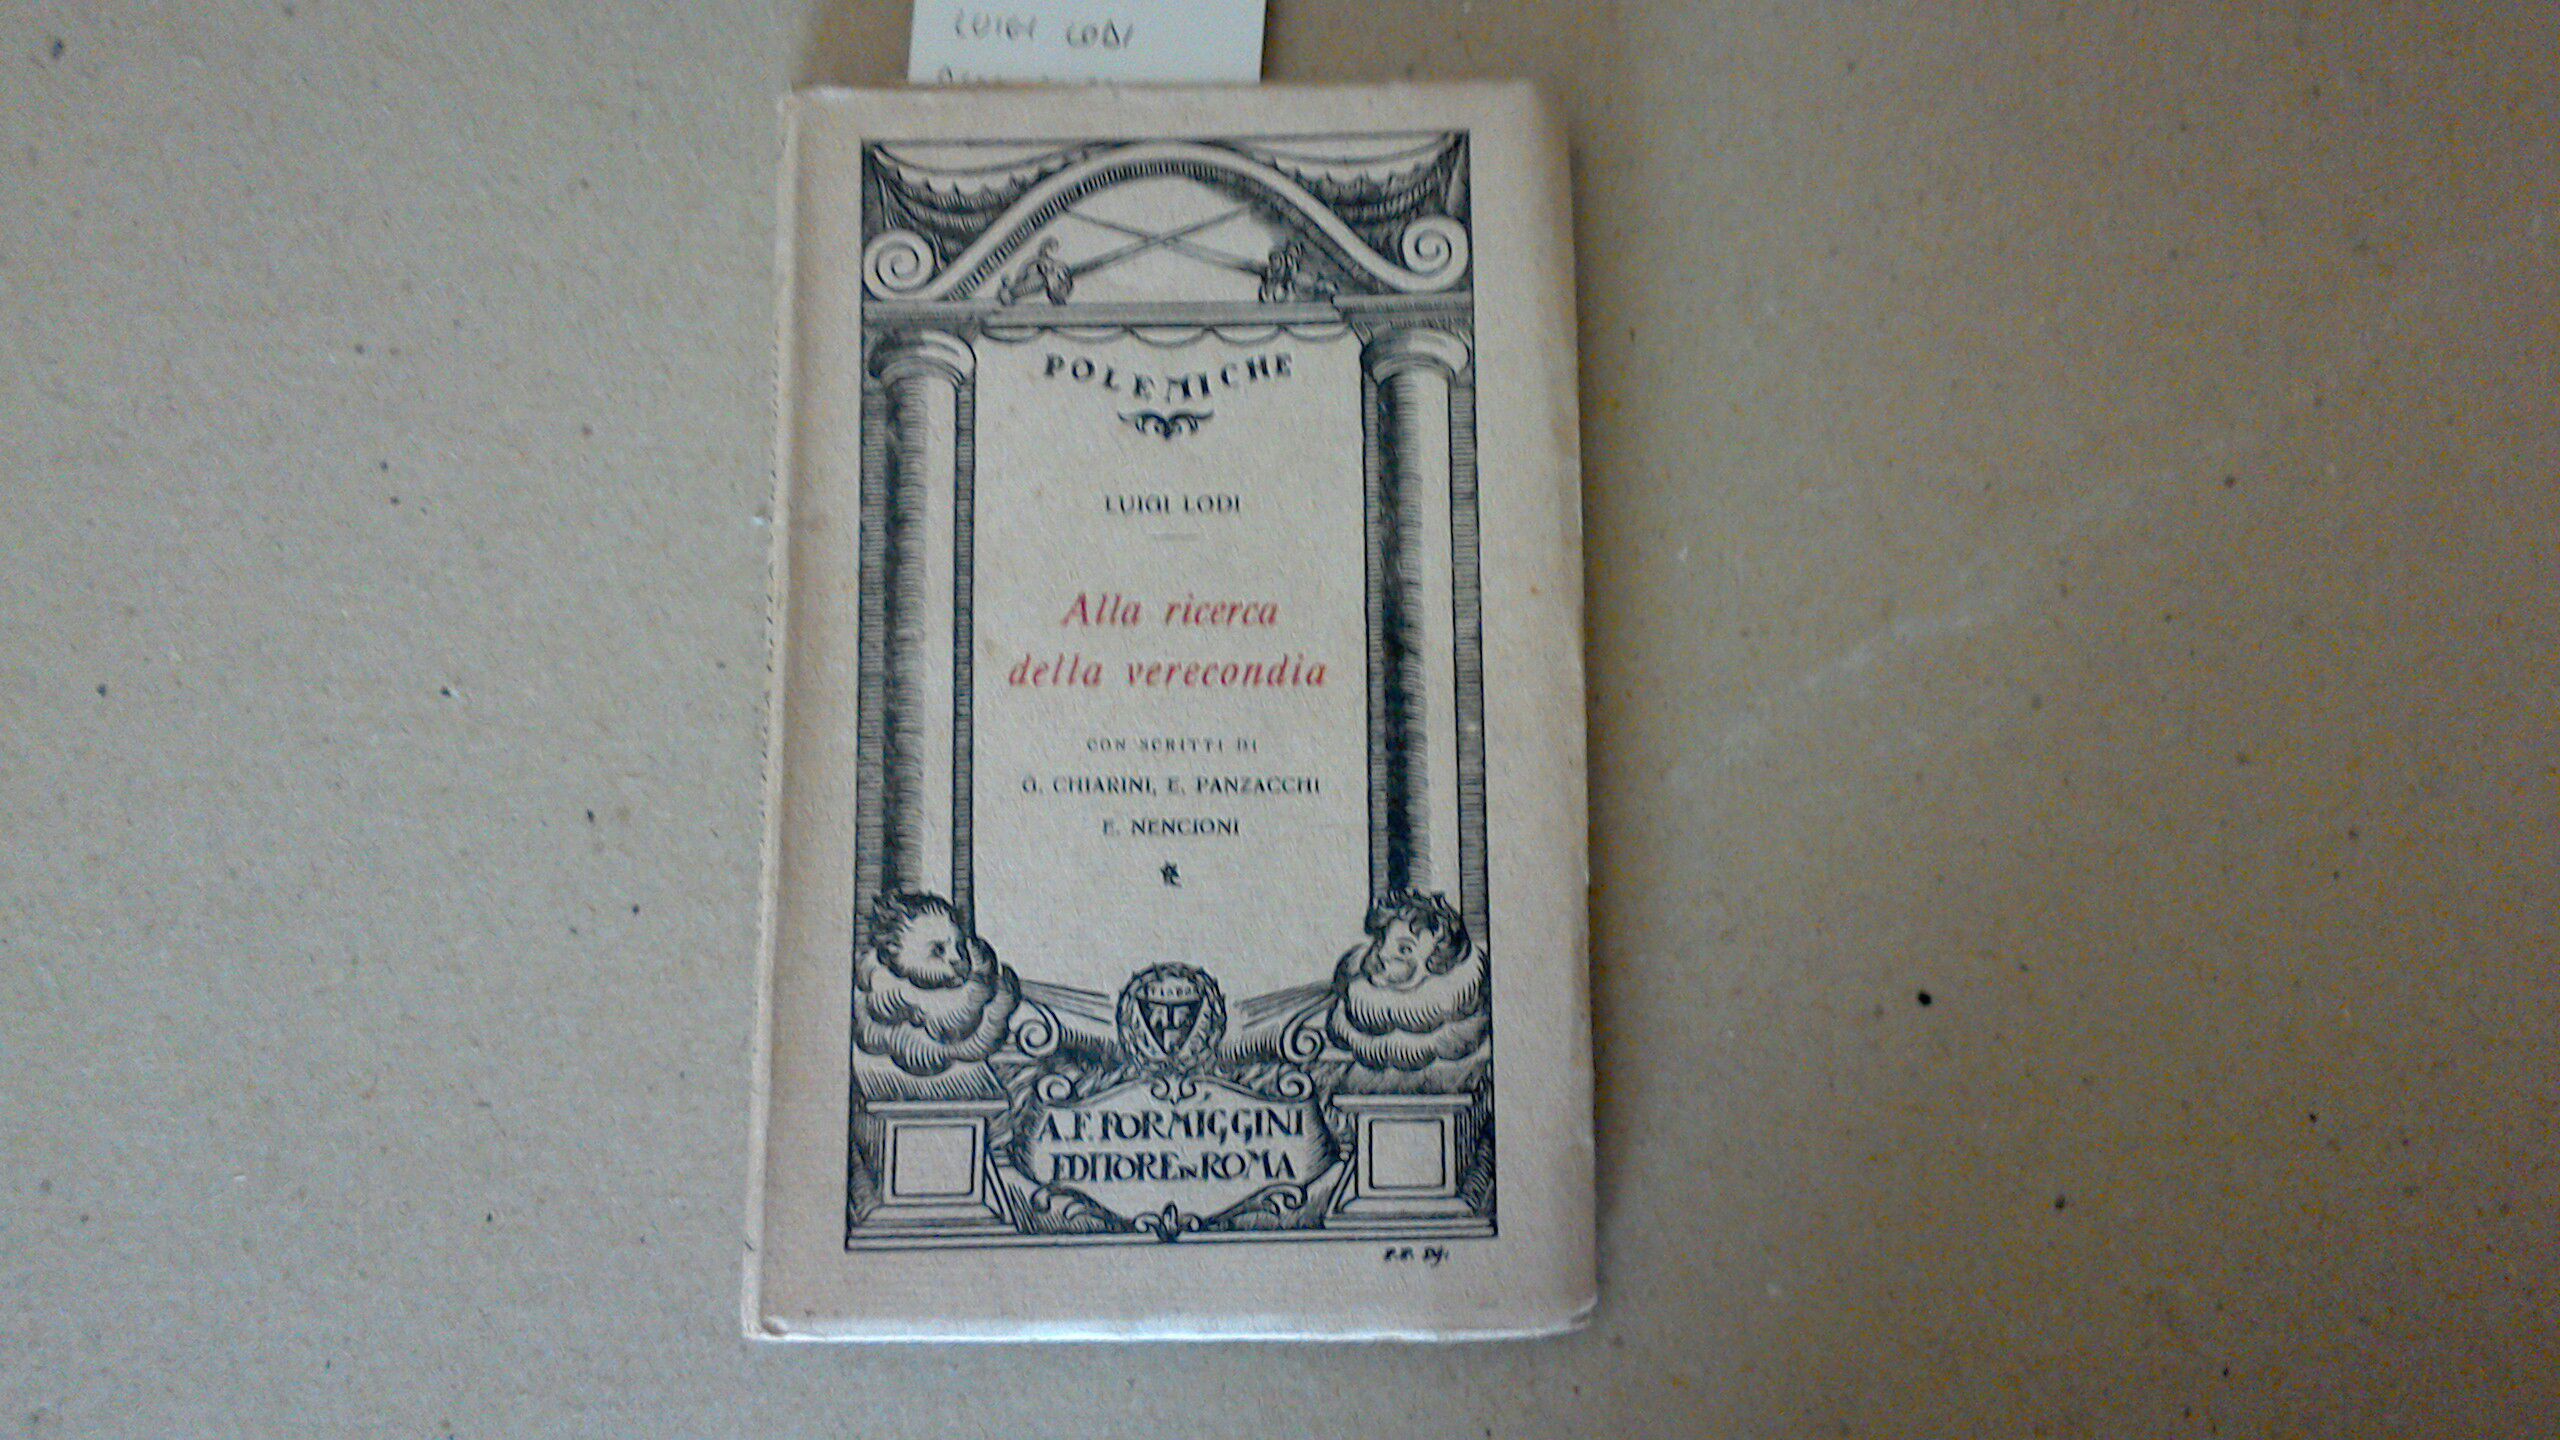 LUIGI LODI
POLEMICHE
LUIGI LODI
Alla ricerca
della verecondia
CON SCRITTI DI
G. CHIARINI, E. PANZACCHI
E. NENCIONI
A. F. FORMIGGINI
EDITORE IN ROMA